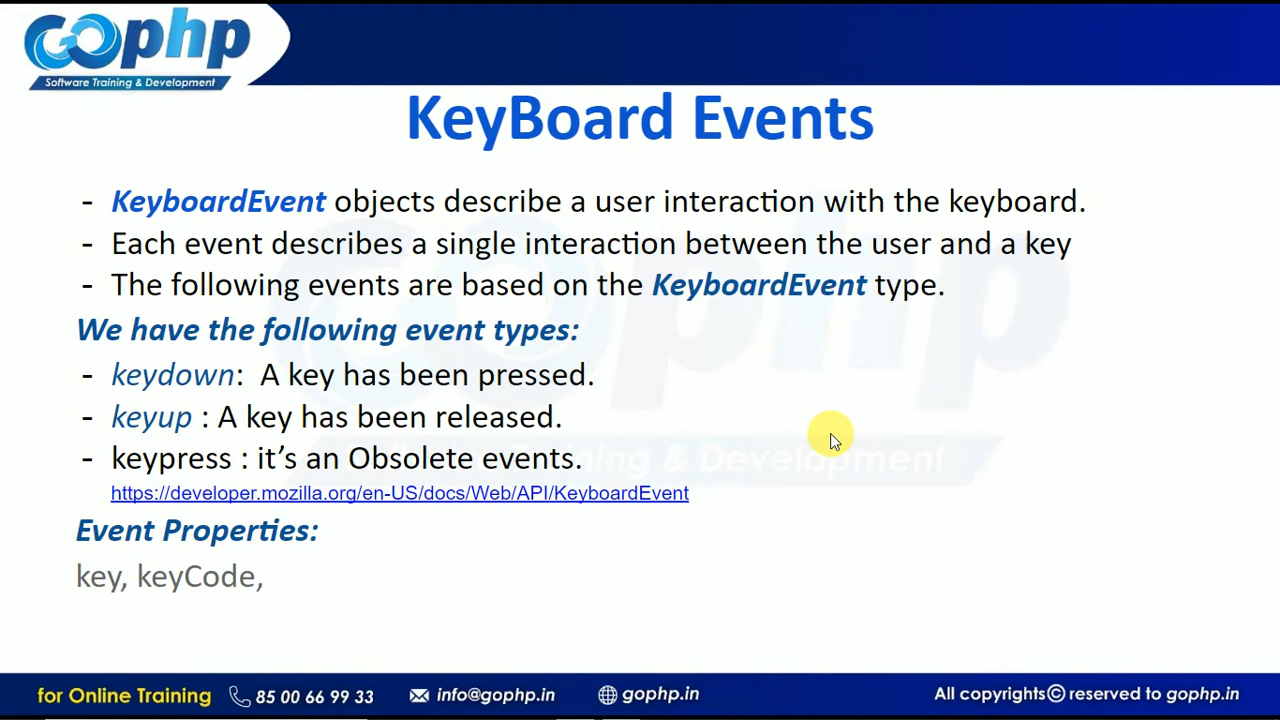 GOphp
Software Training & Development
KeyBoard Events
- KeyboardEvent objects describe a user interaction with the keyboard.
- Each event describes a single interaction between the user and a key
- The following events are based on the KeyboardEvent type.
We have the following event types:
- keydown: A key has been pressed.
- keyup : A key has been released.
- keypress : it’s an Obsolete events.
https://developer.mozilla.org/en-US/docs/Web/API/KeyboardEvent
Event Properties:
key, keyCode,
GOphp
Software Training & Development
for Online Training 85 00 66 99 33 info@gophp.in gophp.in All copyrights© reserved to gophp.in